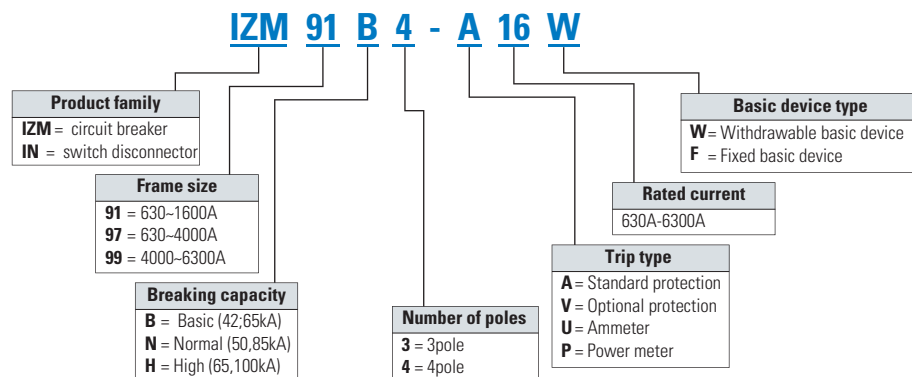 IZM 91 B 4 - A 16 W
Product family
IZM = circuit breaker
IN = switch disconnector
Basic device type
W = Withdrawable basic device
F = Fixed basic device
Frame size
91 = 630~1600A
97 = 630~4000A
99 = 4000~6300A
Rated current
630A-6300A
Trip type
A = Standard protection
V = Optional protection
U = Ammeter
P = Power meter
Breaking capacity
B = Basic (42;65kA)
N = Normal (50,85kA)
H = High (65,100kA)
Number of poles
3 = 3pole
4 = 4pole